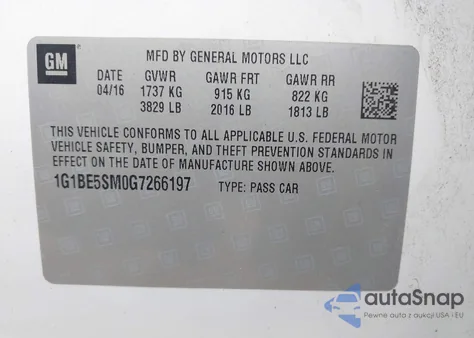 GM
MFD BY GENERAL MOTORS LLC
DATE GVWR GAWR FRT GAWR RR
04/16 1737 KG 915 KG 822 KG
3829 LB 2016 LB 1813 LB
THIS VEHICLE CONFORMS TO ALL APPLICABLE U.S. FEDERAL MOTOR
VEHICLE SAFETY, BUMPER, AND THEFT PREVENTION STANDARDS IN
EFFECT ON THE DATE OF MANUFACTURE SHOWN ABOVE.
1G1BE5SM0G7266197 TYPE: PASS CAR
autoSnap
Pewne auta z aukcji USA i EU